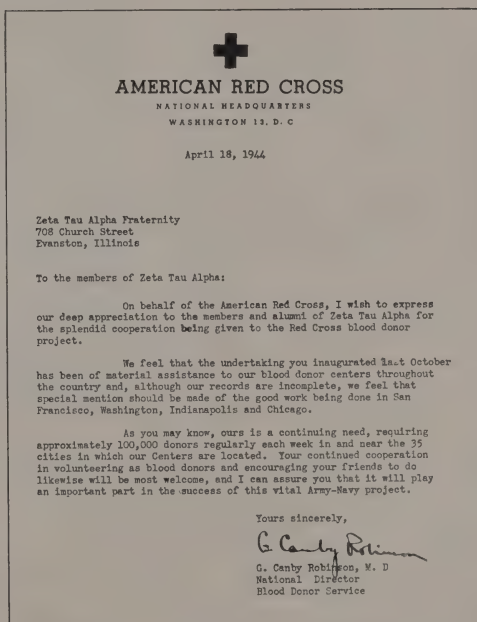 AMERICAN RED CROSS
NATIONAL HEADQUARTERS
WASHINGTON 13, D. C
April 18, 1944
Zeta Tau Alpha Fraternity
708 Church Street
Evanston, Illinois
To the members of Zeta Tau Alpha:
On behalf of the American Red Cross, I wish to express
our deep appreciation to the members and alumni of Zeta Tau Alpha for
the splendid cooperation being given to the Red Cross blood donor
project.
We feel that the undertaking you inaugurated last October
has been of material assistance to our blood donor centers throughout
the country and, although our records are incomplete, we feel that
special mention should be made of the good work being done in San
Francisco, Washington, Indianapolis and Chicago.
As you may know, ours is a continuing need, requiring
approximately 100,000 donors regularly each week in and near the 35
cities in which our Centers are located. Your continued cooperation
in volunteering as blood donors and encouraging your friends to do
likewise will be most welcome, and I can assure you that it will play
an important part in the success of this vital Army-Navy project.
Yours sincerely,
G. Canby Robinson
G. Canby Robinson, M. D
National Director
Blood Donor Service